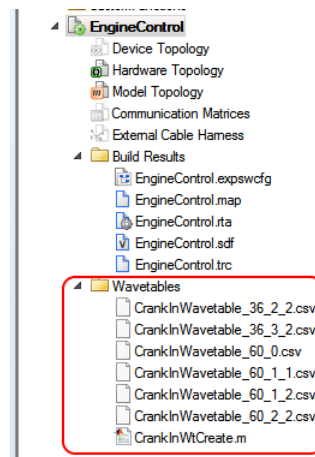 EngineControl
Device Topology
Hardware Topology
Model Topology
Communication Matrices
External Cable Harness
Build Results
EngineControl.expswcfg
EngineControl.map
EngineControl.rta
EngineControl.sdf
EngineControl.trc
Wavetables
CrankInWavetable_36_2_2.csv
CrankInWavetable_36_3_2.csv
CrankInWavetable_60_0.csv
CrankInWavetable_60_1_1.csv
CrankInWavetable_60_1_2.csv
CrankInWavetable_60_2_2.csv
CrankInWtCreate.m